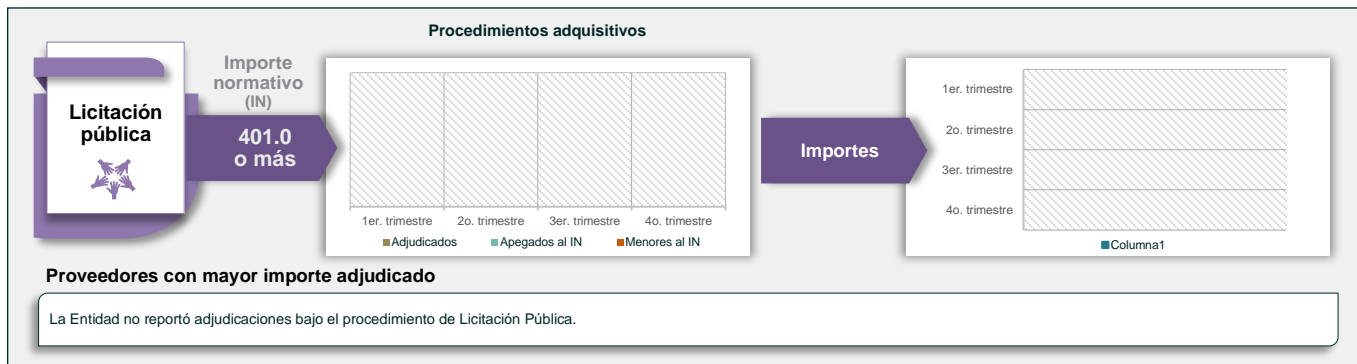 Procedimientos adquisitivos
Licitación
pública
Importe
normativo
(IN)
401.0
o más
1er. trimestre 2o. trimestre 3er. trimestre 4o. trimestre
Adjudicados Apegados al IN Menores al IN
Importes
1er. trimestre
2o. trimestre
3er. trimestre
4o. trimestre
Columna1
Proveedores con mayor importe adjudicado
La Entidad no reportó adjudicaciones bajo el procedimiento de Licitación Pública.